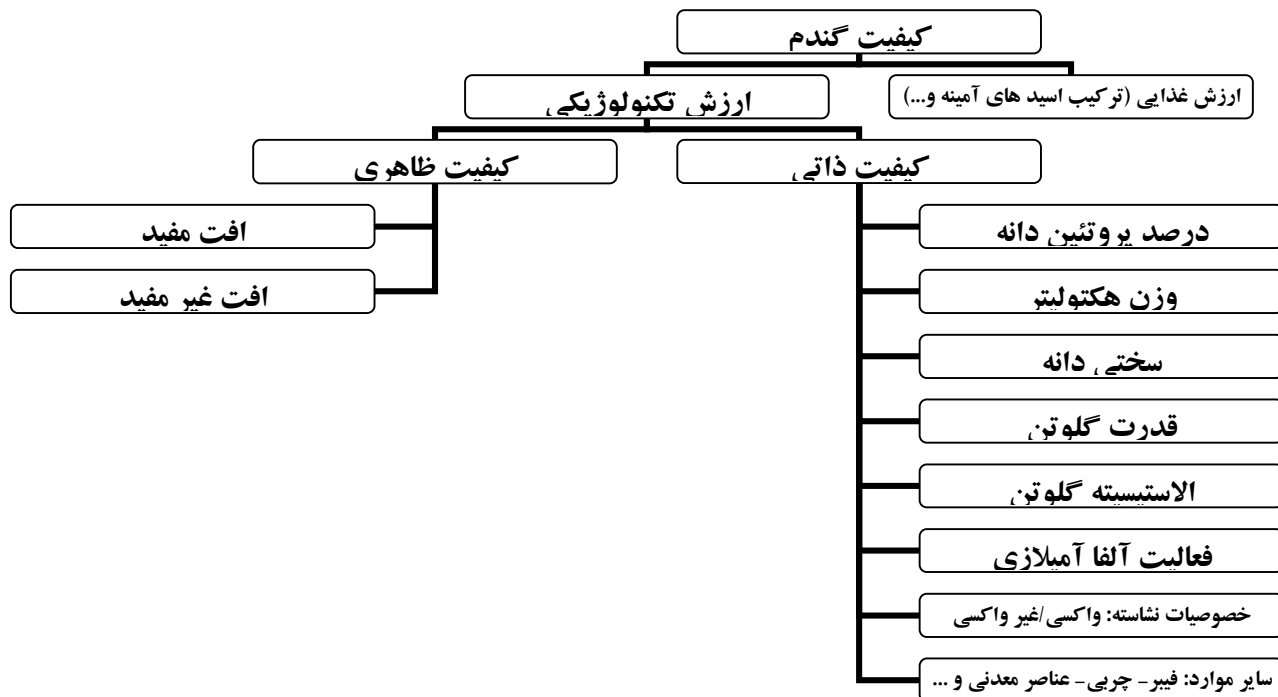 کیفیت گندم
ارزش غذایی (ترکیب اسید های آمینه و...)
ارزش تکنولوژیکی
کیفیت ذاتی
کیفیت ظاهری
درصد پروتئین دانه
وزن هکتولیتر
سختی دانه
قدرت گلوتن
الاستیسیته گلوتن
فعالیت آلفا آمیلازی
خصوصیات نشاسته: واکسی/غیر واکسی
سایر موارد: فیبر- چربی- عناصر معدنی و ...
افت مفید
افت غیر مفید